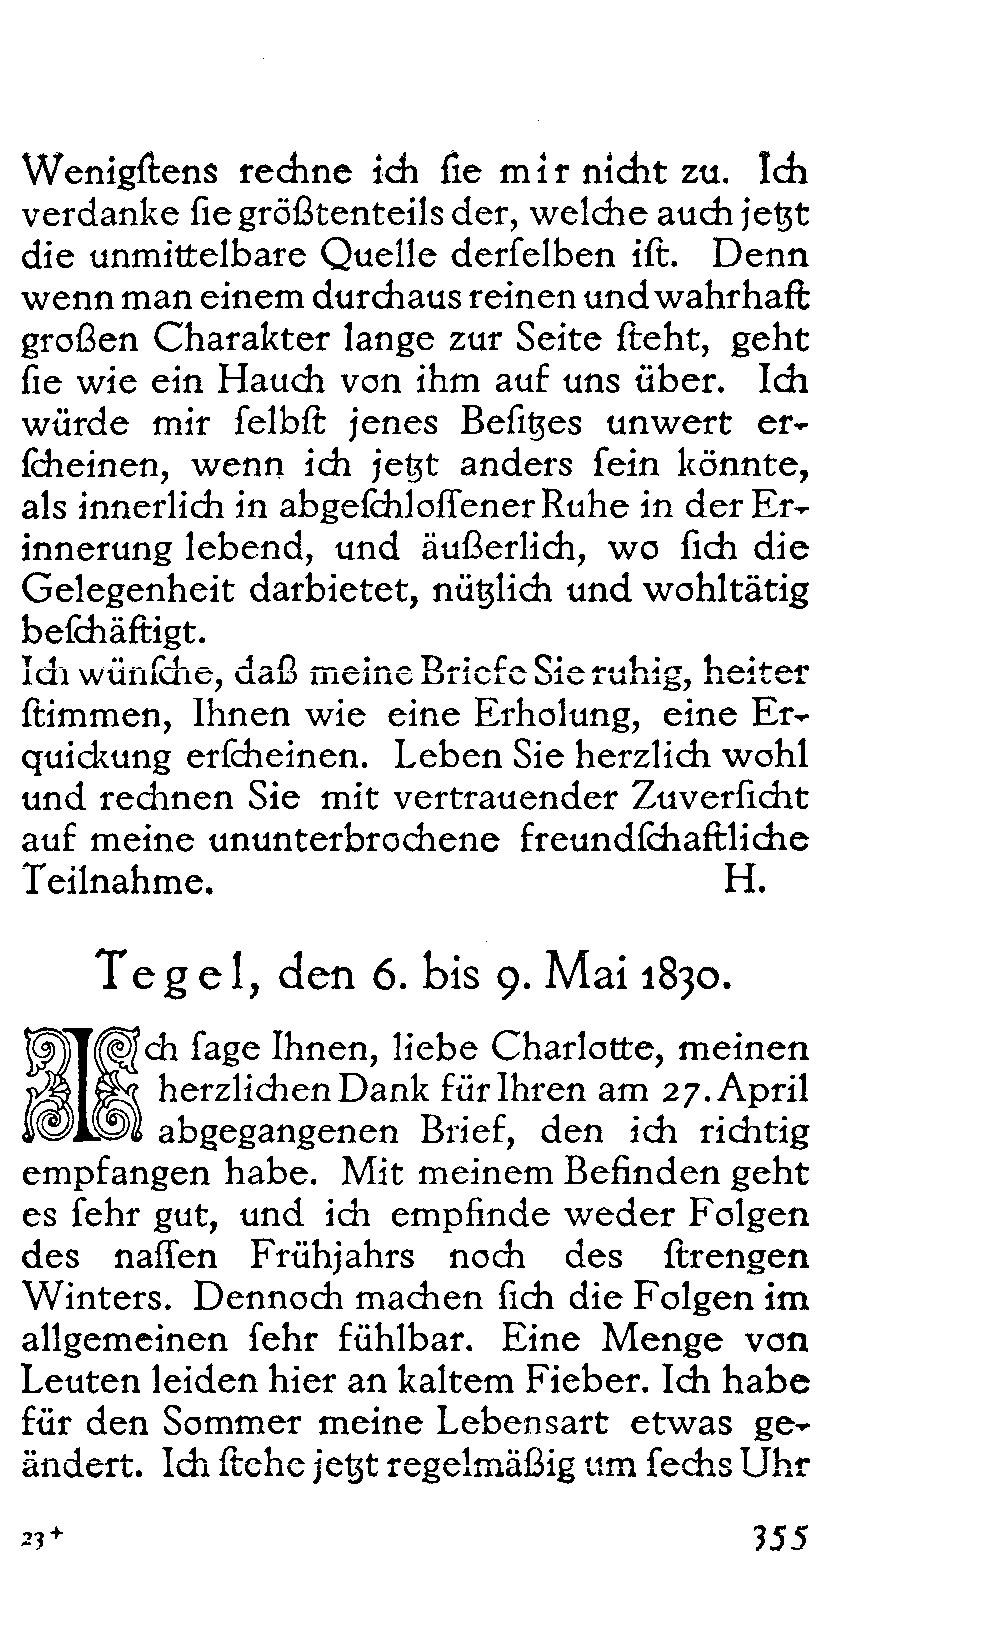 Wenigſtens rechne ich ſie mir nicht zu. Ich
verdanke ſie größtenteils der, welche auch jetzt
die unmittelbare Quelle derſelben iſt. Denn
wenn man einem durchaus reinen und wahrhaft
großen Charakter lange zur Seite ſteht, geht
ſie wie ein Hauch von ihm auf uns über. Ich
würde mir ſelbſt jenes Beſitzes unwert er-
ſcheinen, wenn ich jetzt anders ſein könnte,
als innerlich in abgeſchloſſener Ruhe in der Er-
innerung lebend, und äußerlich, wo ſich die
Gelegenheit darbietet, nützlich und wohltätig
beſchäftigt.
Ich wünſche, daß meine Briefe Sie ruhig, heiter
ſtimmen, Ihnen wie eine Erholung, eine Er-
quickung erſcheinen. Leben Sie herzlich wohl
und rechnen Sie mit vertrauender Zuverſicht
auf meine ununterbrochene freundſchaftliche
Teilnahme. H.
Tegel, den 6. bis 9. Mai 1830.
Ich ſage Ihnen, liebe Charlotte, meinen
herzlichen Dank für Ihren am 27. April
abgegangenen Brief, den ich richtig
empfangen habe. Mit meinem Befinden geht
es ſehr gut, und ich empfinde weder Folgen
des naſſen Frühjahrs noch des ſtrengen
Winters. Dennoch machen ſich die Folgen im
allgemeinen ſehr fühlbar. Eine Menge von
Leuten leiden hier an kaltem Fieber. Ich habe
für den Sommer meine Lebensart etwas ge-
ändert. Ich ſtehe jetzt regelmäßig um ſechs Uhr
23+ 355